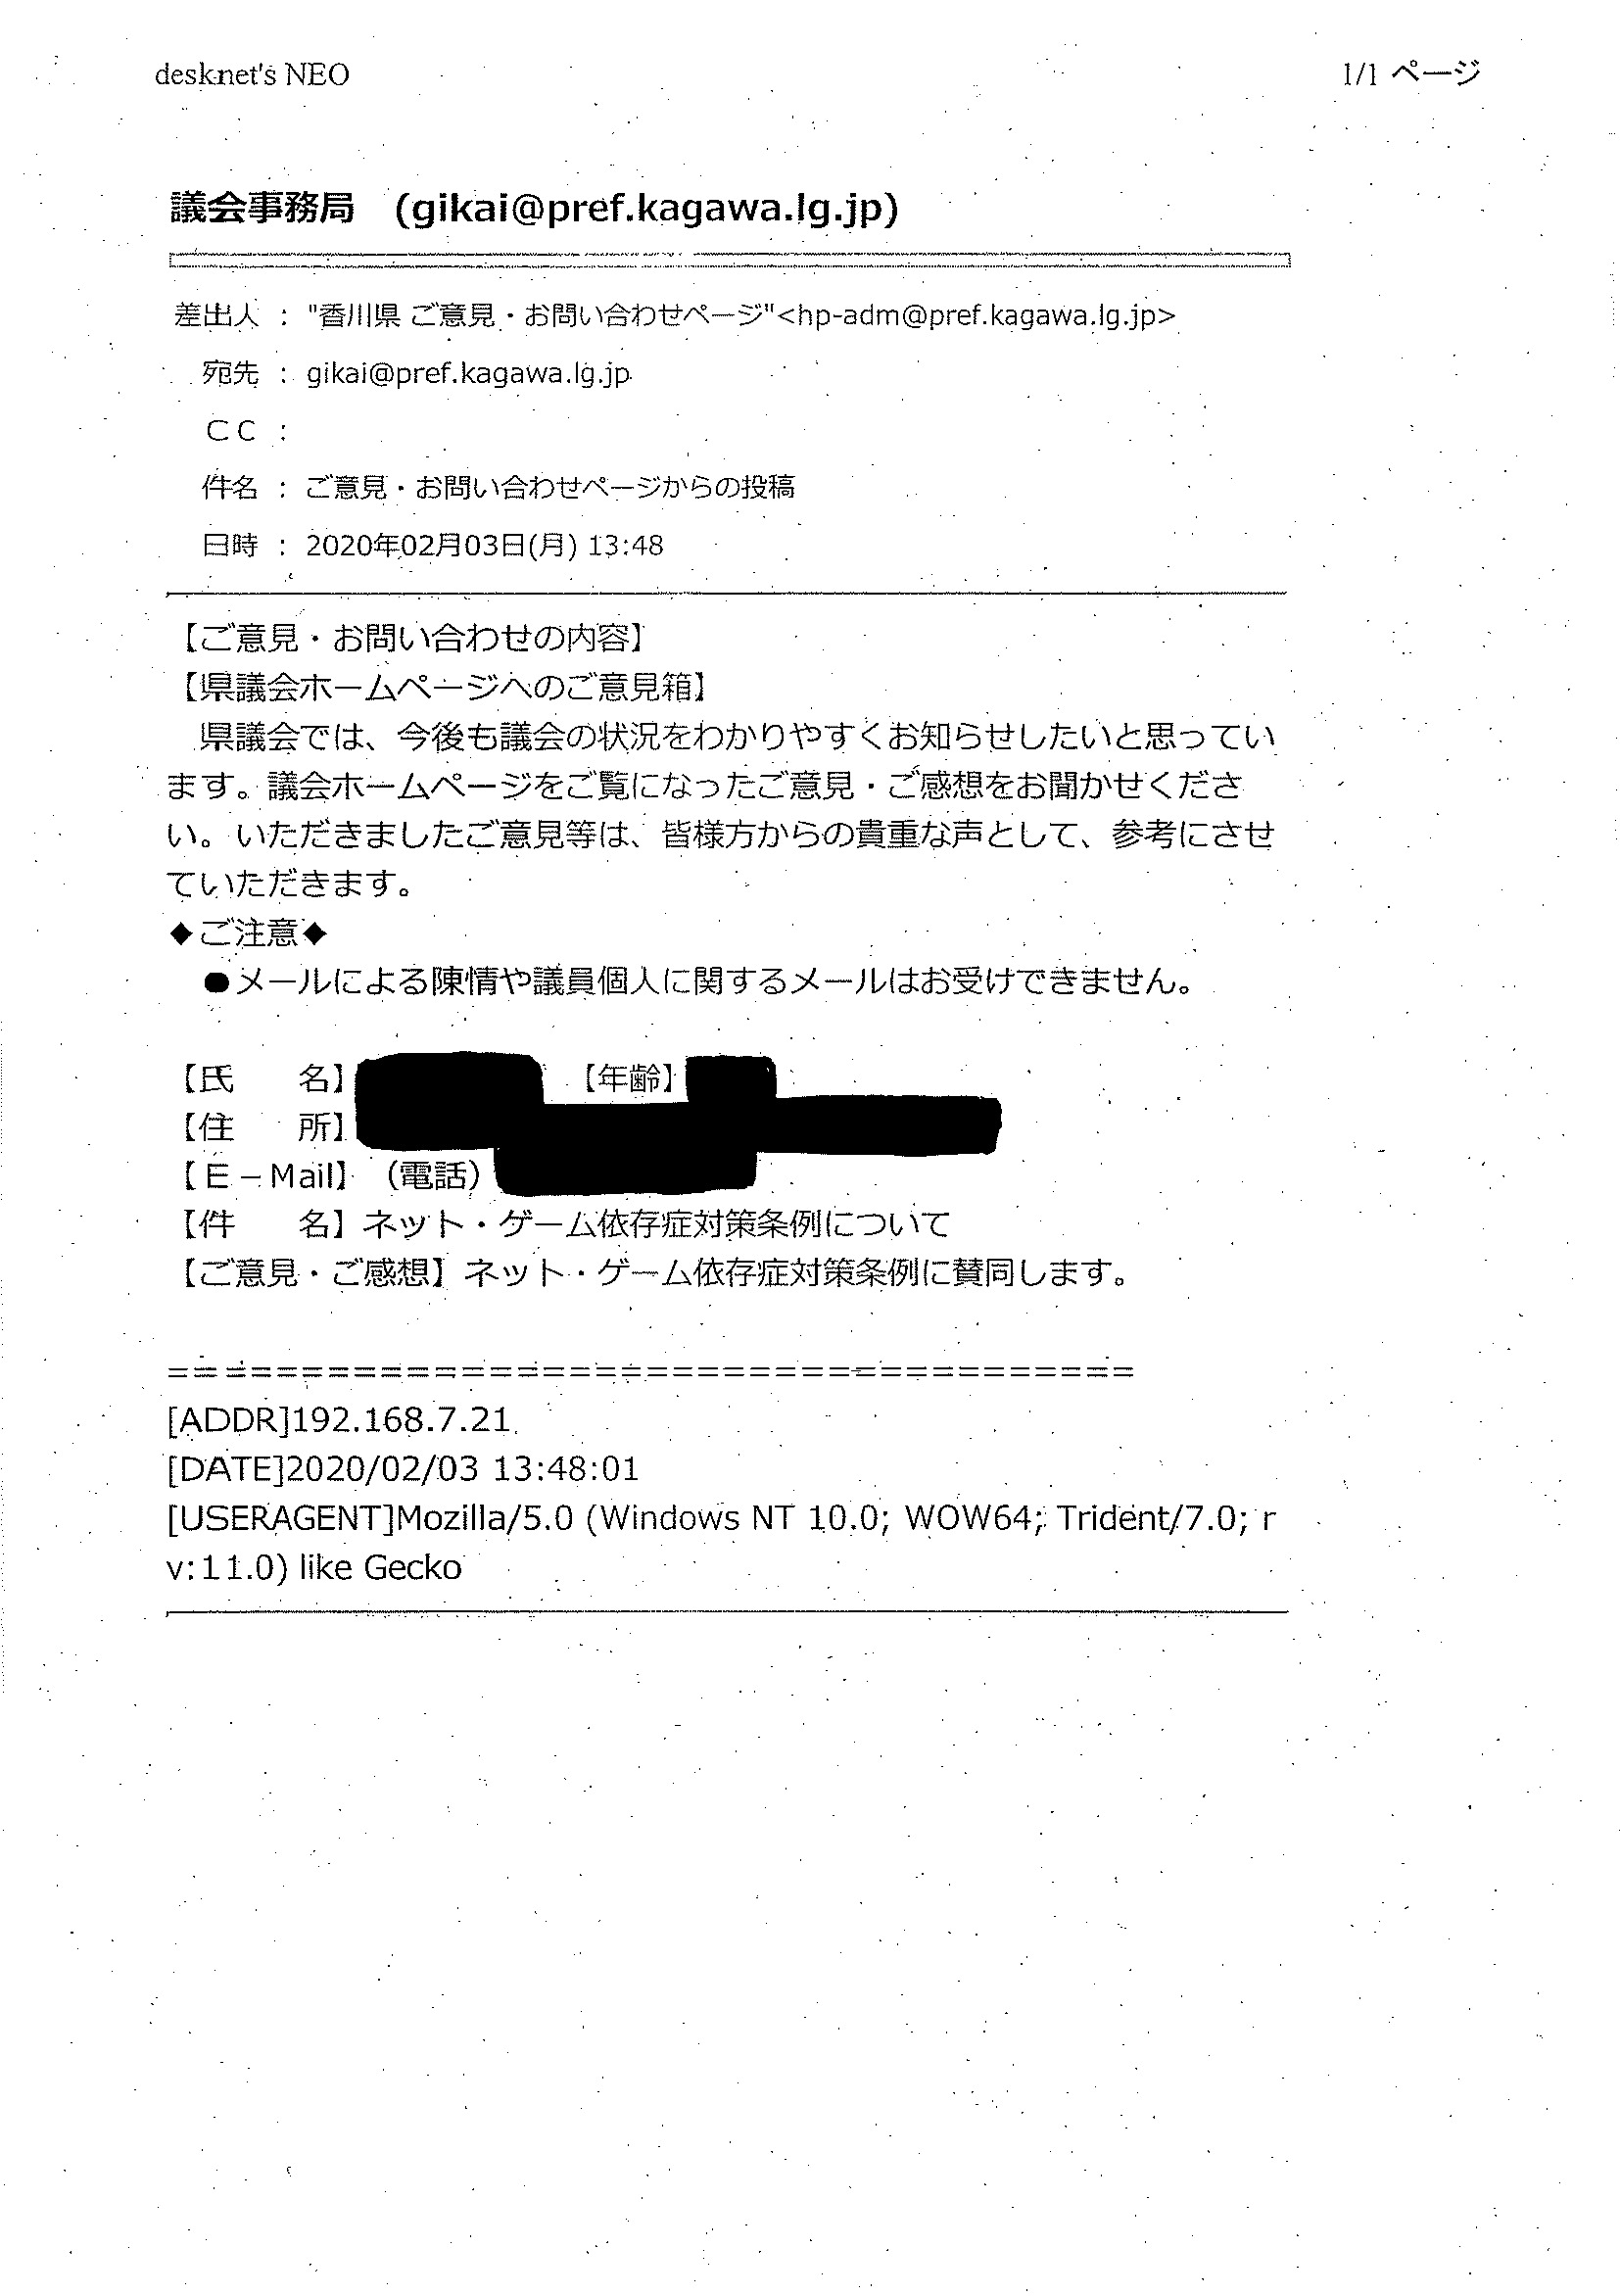 desknet's NEO
1/1 ページ
議会事務局　(gikai@pref.kagawa.lg.jp)
差出人 ： "香川県 ご意見・お問い合わせページ"<hp-adm@pref.kagawa.lg.jp>
宛先 ： gikai@pref.kagawa.lg.jp
ＣＣ ：
件名 ： ご意見・お問い合わせページからの投稿
日時 ： 2020年02月03日(月) 13:48
【ご意見・お問い合わせの内容】
【県議会ホームページへのご意見箱】
　県議会では、今後も議会の状況をわかりやすくお知らせしたいと思ってい
ます。議会ホームページをご覧になったご意見・ご感想をお聞かせくださ
い。いただきましたご意見等は、皆様方からの貴重な声として、参考にさせ
ていただきます。
◆ご注意◆
　●メールによる陳情や議員個人に関するメールはお受けできません。
【氏　　名】　【年齢】
【住　　所】
【Ｅ－Mail】（電話）
【件　　名】ネット・ゲーム依存症対策条例について
【ご意見・ご感想】ネット・ゲーム依存症対策条例に賛同します。
======================================
[ADDR]192.168.7.21
[DATE]2020/02/03 13:48:01
[USERAGENT]Mozilla/5.0 (Windows NT 10.0; WOW64; Trident/7.0; r
v:11.0) like Gecko